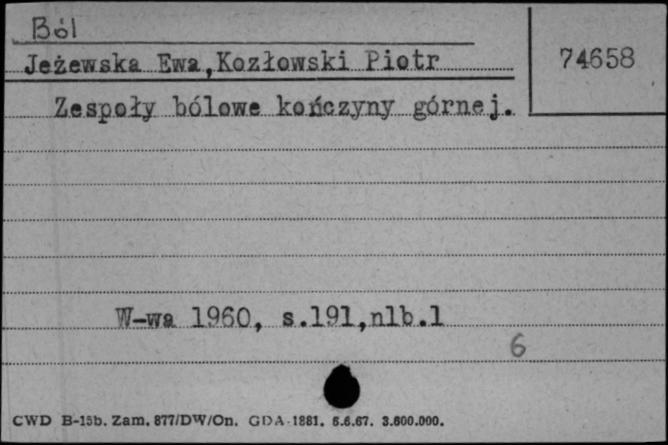 Ból
Jeżewska Ewa,Kozłowski Piotr
74658
Zespoły bólowe kończyny górnej.
W-wa 1960, s.191,nlb.1
6
CWD B-15b. Zam. 877/DW/On. GDA-1881. 6.6.67. 3.600.000.